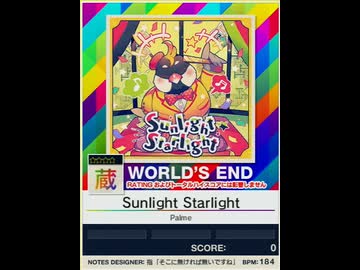 Sunlight
Starlight
蔵
WORLD'S END
RATING およびトータルハイスコアには影響しません
Sunlight Starlight
Palme
SCORE: 0
NOTES DESIGNER: 指「そこに無ければ無いですね」 BPM: 184